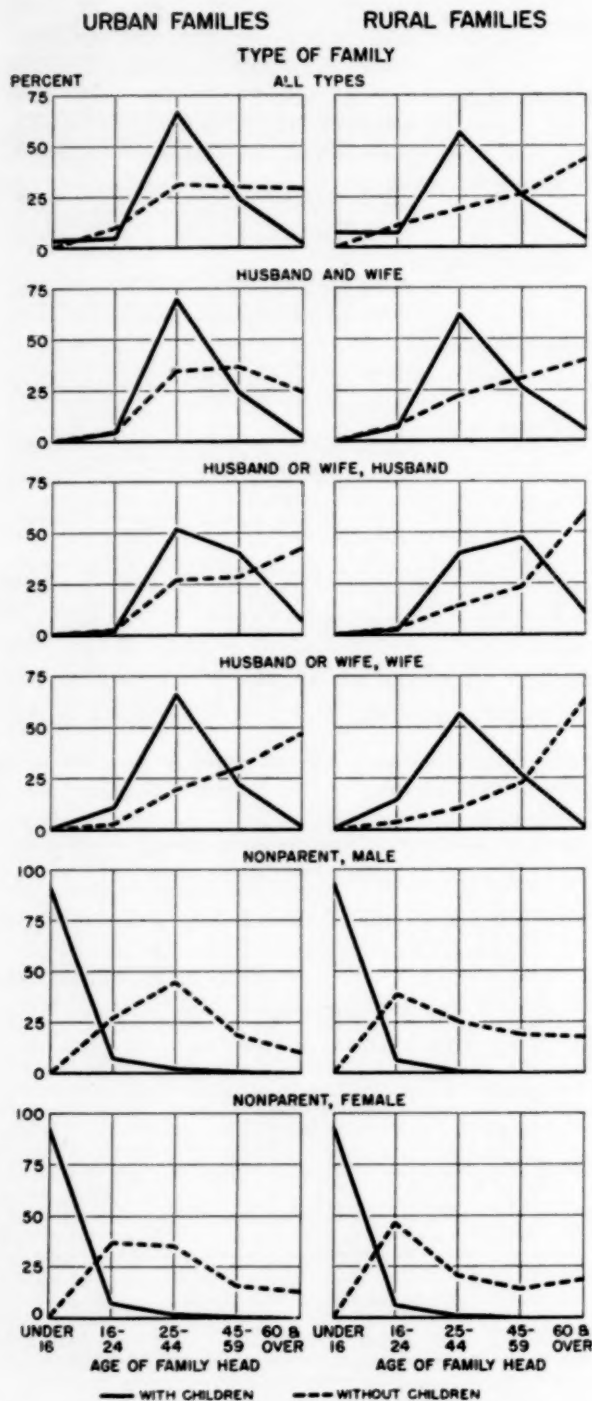 URBAN FAMILIES RURAL FAMILIES
TYPE OF FAMILY
PERCENT ALL TYPES
75
50
25
0
HUSBAND AND WIFE
75
50
25
0
HUSBAND OR WIFE, HUSBAND
75
50
25
0
HUSBAND OR WIFE, WIFE
75
50
25
0
NONPARENT, MALE
100
75
50
25
0
NONPARENT, FEMALE
100
75
50
25
0
UNDER 16- 25- 45- 60 & UNDER 16- 25- 45- 60 &
16 24 44 59 OVER 16 24 44 59 OVER
AGE OF FAMILY HEAD AGE OF FAMILY HEAD
WITH CHILDREN WITHOUT CHILDREN